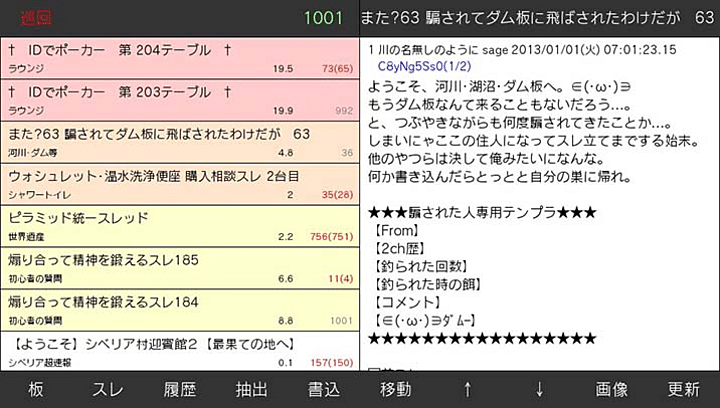 巡回 1001
† IDでポーカー 第 204テーブル †
ラウンジ 19.5 73(65)
† IDでポーカー 第 203テーブル †
ラウンジ 19.9 992
また?63 騙されてダム板に飛ばされたわけだが 63
河川・ダム等 4.8 36
ウォシュレット・温水洗浄便座 購入相談スレ 2台目
シャワートイレ 2 35(28)
ピラミッド統一スレッド
世界遺産 2.2 756(751)
煽り合って精神を鍛えるスレ185
初心者の質問 6.6 11(4)
煽り合って精神を鍛えるスレ184
初心者の質問 8.8 1001
【ようこそ】シベリア村迎賓館2【最果ての地へ】
シベリア超速報 0.1 157(150)
また?63 騙されてダム板に飛ばされたわけだが 63
1 川の名無しのように sage 2013/01/01(火) 07:01:23.15
C8yNg5Ss0(1/2)
ようこそ、河川・湖沼・ダム板へ。∈(・ω・)∋
もうダム板なんて来ることもないだろう...。
と、つぶやきながらも何度騙されてきたことか...。
しまいにゃここの住人になってスレ立てまでする始末。
他のやつらは決して俺みたいになんな。
何か書き込んだらとっとと自分の巣に帰れ。
★★★騙された人専用テンプラ★★★
【From】
【2ch歴】
【釣られた回数】
【釣られた時の餌】
【コメント】
【∈(・ω・)∋ﾀﾞﾑｰ】
★★★★★★★★★★★★★★★★★
板 スレ 履歴 抽出 書込 移動 ↑ ↓ 画像 更新